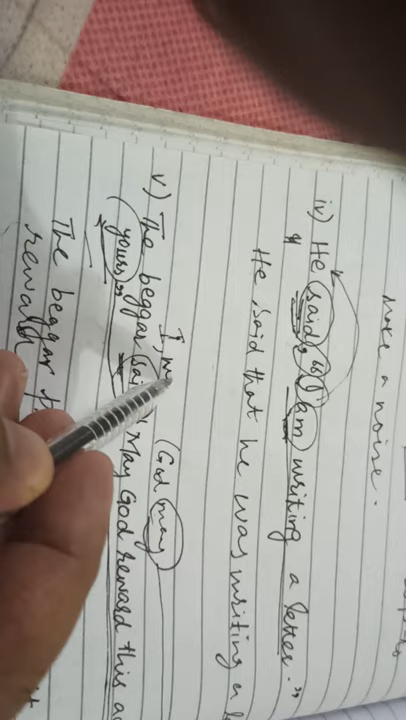 make a noise.
iv) He said, "I am writing a letter."
He said that he was writing a
I, m (God may)
v) The beggar May God reward this
yours"
The beggar
reward